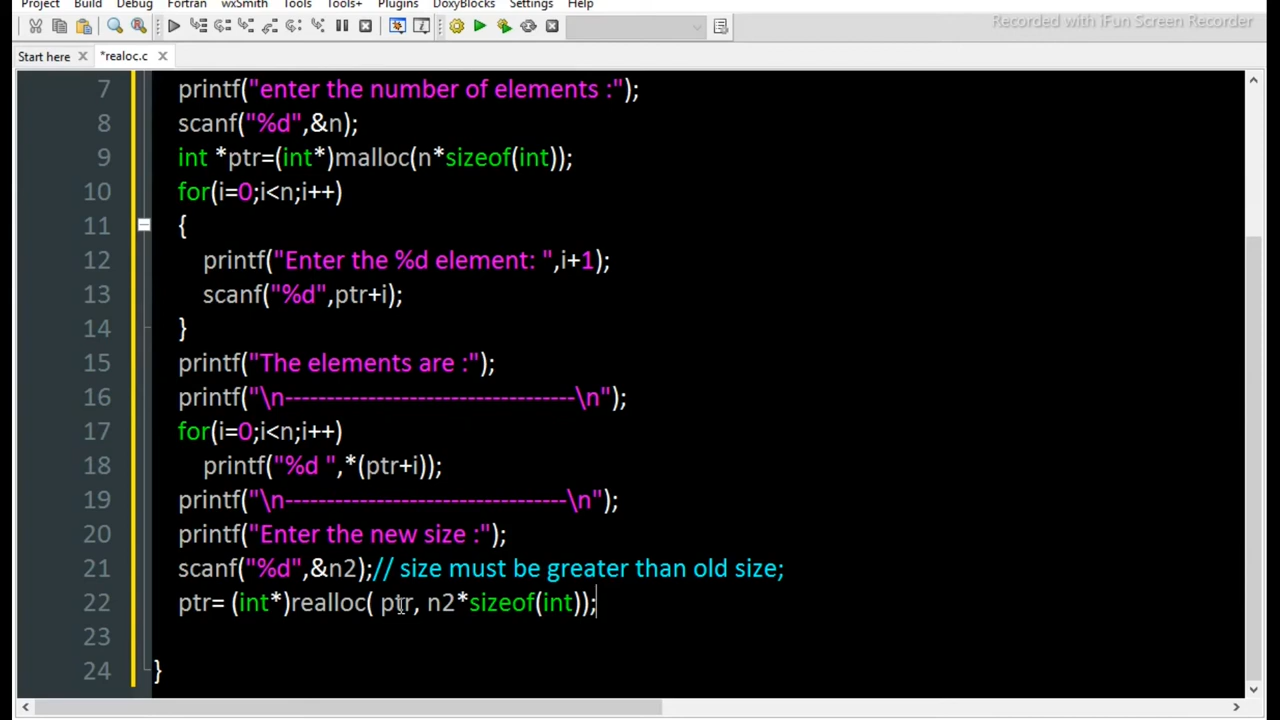 Project Build Debug Fortran wxSmith Tools Tools+ Plugins DoxyBlocks Settings Help
Recorded with iFun Screen Recorder
Start here *realoc.c
7 printf("enter the number of elements :");
8 scanf("%d",&n);
9 int *ptr=(int*)malloc(n*sizeof(int));
10 for(i=0;i<n;i++)
11 {
12 printf("Enter the %d element: ",i+1);
13 scanf("%d",ptr+i);
14 }
15 printf("The elements are :");
16 printf("\n-----------------------------------\n");
17 for(i=0;i<n;i++)
18 printf("%d ",*(ptr+i));
19 printf("\n----------------------------------\n");
20 printf("Enter the new size :");
21 scanf("%d",&n2);// size must be greater than old size;
22 ptr= (int*)realloc( ptr, n2*sizeof(int));
23
24 }